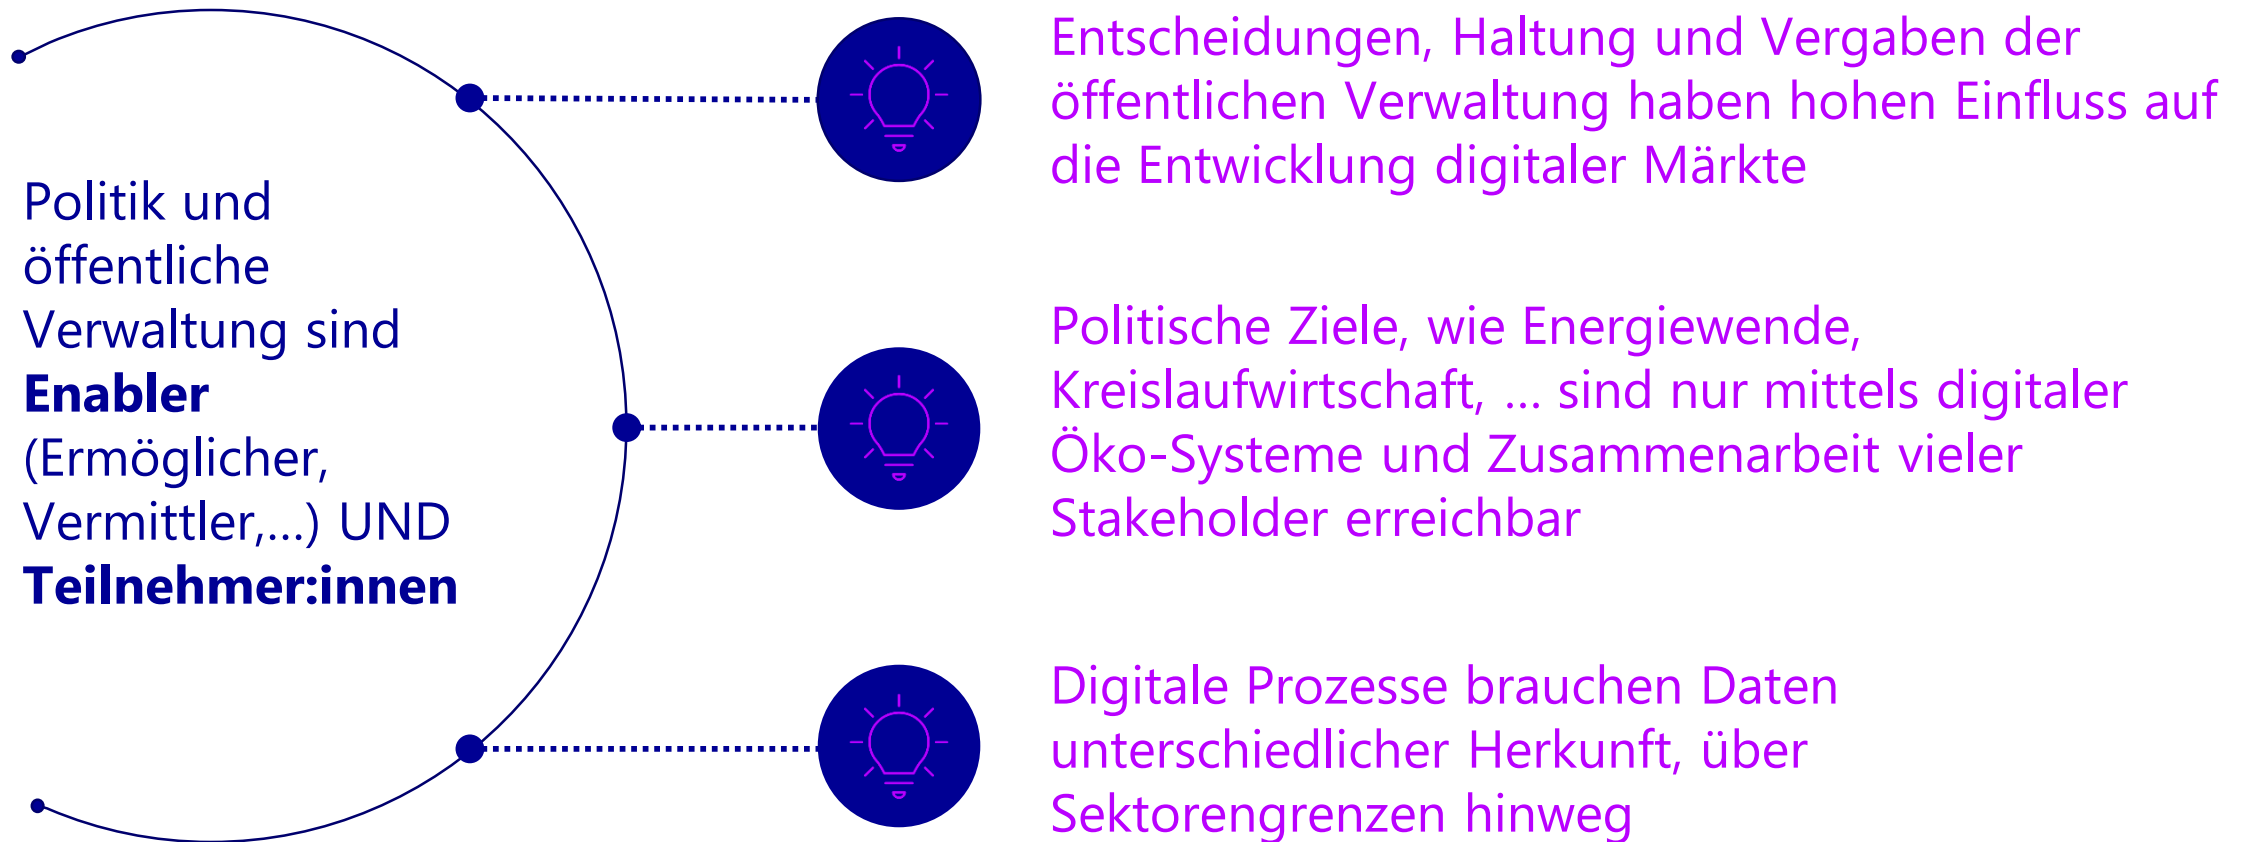 Politik und
öffentliche
Verwaltung sind
Enabler
(Ermöglicher,
Vermittler,...) UND
Teilnehmer:innen
Entscheidungen, Haltung und Vergaben der
öffentlichen Verwaltung haben hohen Einfluss auf
die Entwicklung digitaler Märkte
Politische Ziele, wie Energiewende,
Kreislaufwirtschaft, ... sind nur mittels digitaler
Öko-Systeme und Zusammenarbeit vieler
Stakeholder erreichbar
Digitale Prozesse brauchen Daten
unterschiedlicher Herkunft, über
Sektorengrenzen hinweg